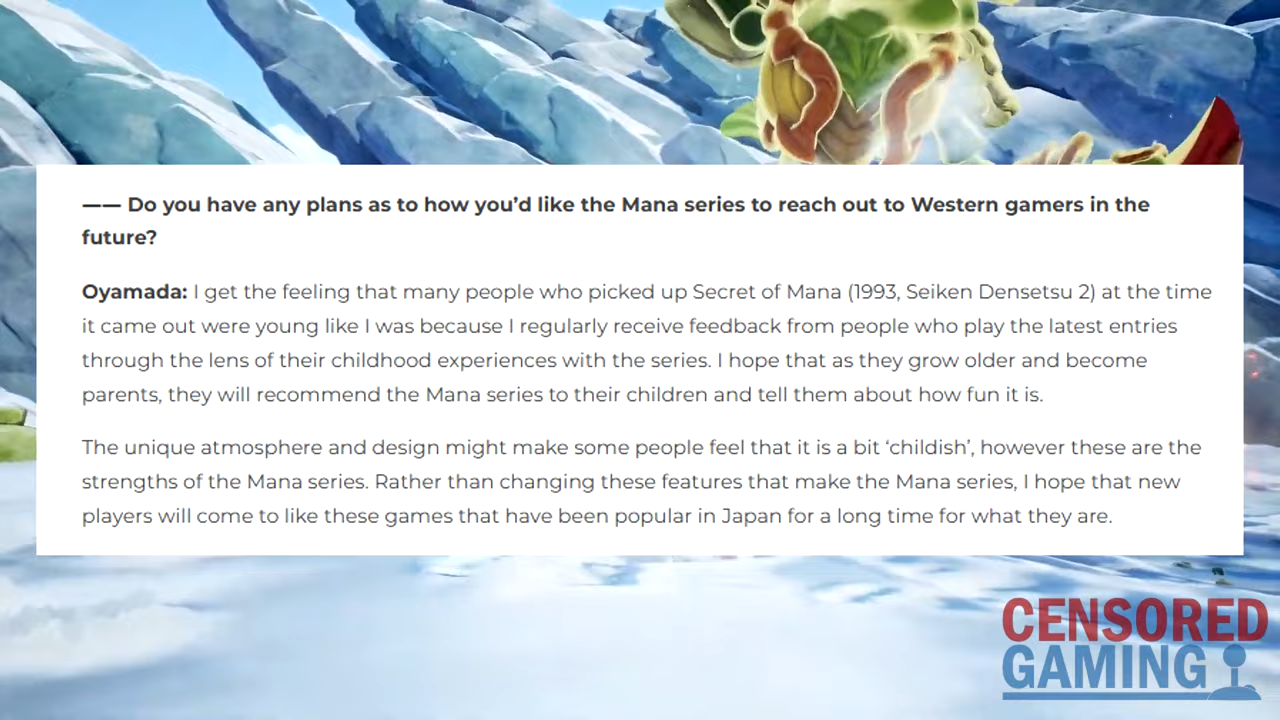 —— Do you have any plans as to how you’d like the Mana series to reach out to Western gamers in the
future?
Oyamada: I get the feeling that many people who picked up Secret of Mana (1993, Seiken Densetsu 2) at the time
it came out were young like I was because I regularly receive feedback from people who play the latest entries
through the lens of their childhood experiences with the series. I hope that as they grow older and become
parents, they will recommend the Mana series to their children and tell them about how fun it is.
The unique atmosphere and design might make some people feel that it is a bit ‘childish’, however these are the
strengths of the Mana series. Rather than changing these features that make the Mana series, I hope that new
players will come to like these games that have been popular in Japan for a long time for what they are.
CENSORED
GAMING